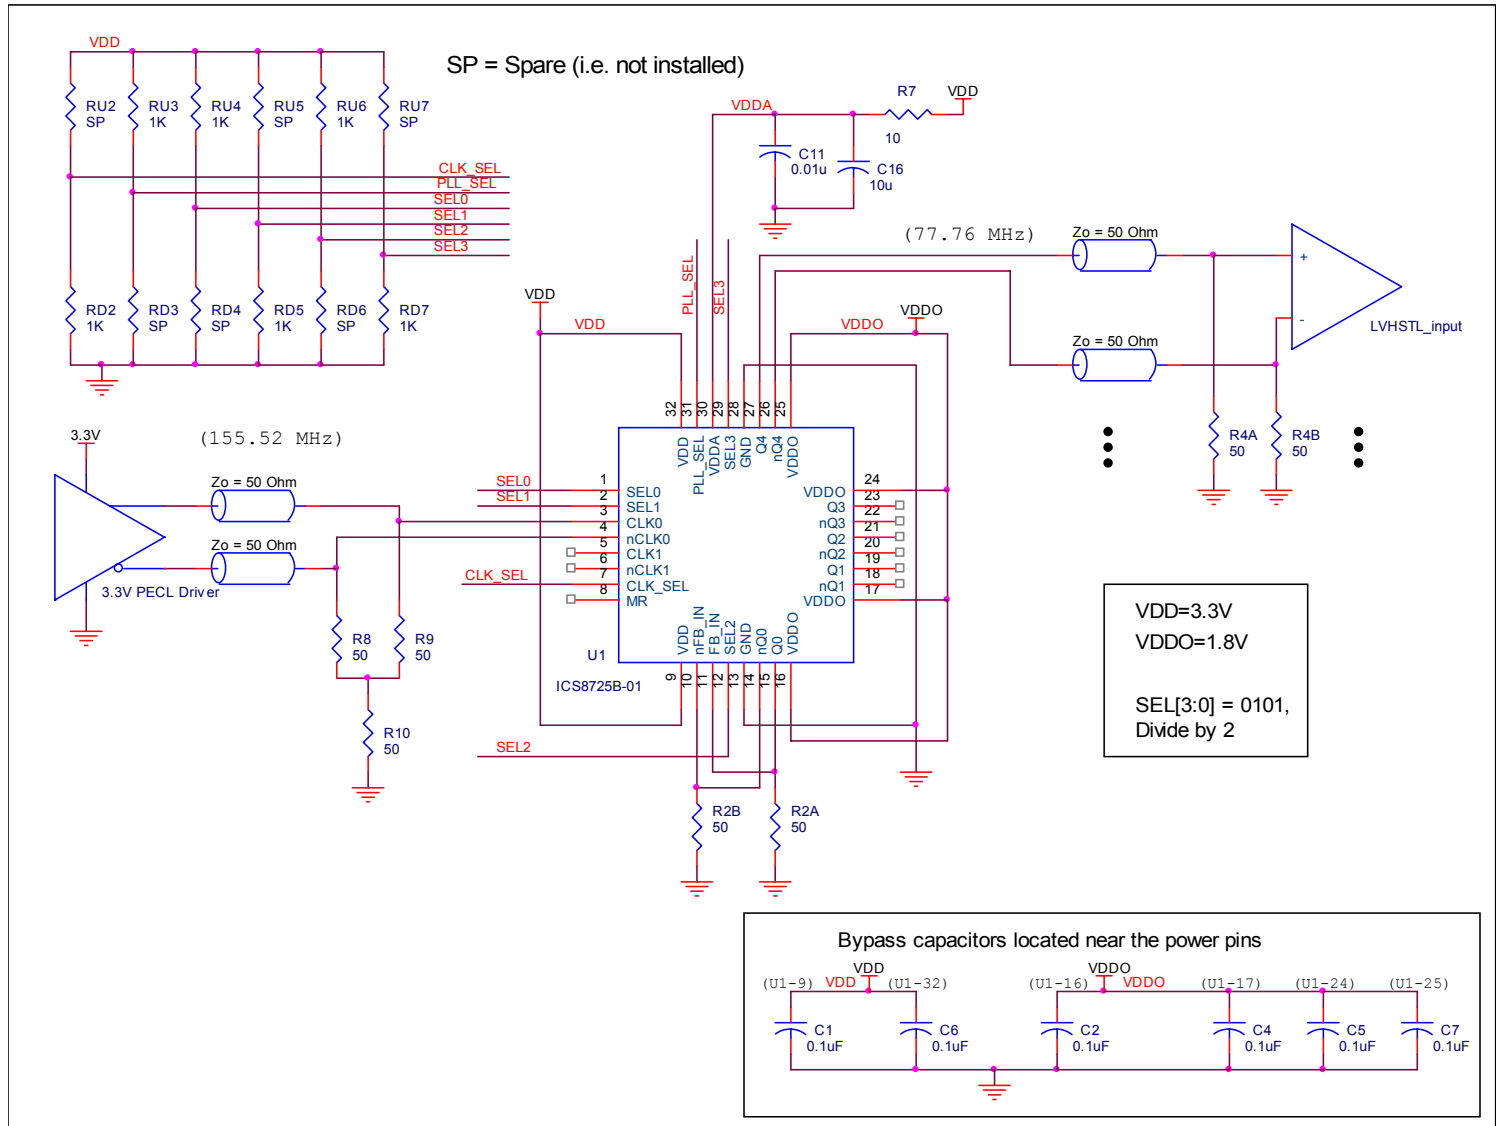 VDD
SP = Spare (i.e. not installed)
RU2
SP
RU3
1K
RU4
1K
RU5
SP
RU6
1K
RU7
SP
CLK_SEL
PLL_SEL
SEL0
SEL1
SEL2
SEL3
RD2
1K
RD3
SP
RD4
SP
RD5
1K
RD6
SP
RD7
1K
VDDA
R7
10
VDD
C11
0.01u
C16
10u
(77.76 MHz)
Zo = 50 Ohm
Zo = 50 Ohm
+
-
LVHSTL_input
R4A
50
R4B
50
VDD
VDD
PLL_SEL
SEL3
VDDO
VDDO
32
31
30
29
28
27
26
25
VDD
PLL_SEL
VDDA
SEL3
GND
Q4
nQ4
VDDO
3.3V
(155.52 MHz)
Zo = 50 Ohm
Zo = 50 Ohm
3.3V PECL Driver
R8
50
R9
50
R10
50
SEL0
SEL1
CLK_SEL
1
2
3
4
5
6
7
8
SEL0
SEL1
CLK0
nCLK0
CLK1
nCLK1
CLK_SEL
MR
VDDO
Q3
nQ3
Q2
nQ2
Q1
nQ1
VDDO
24
23
22
21
20
19
18
17
VDD
nFB_IN
FB_IN
SEL2
GND
nQ0
Q0
VDDO
9
10
11
12
13
14
15
16
U1
ICS8725B-01
SEL2
R2B
50
R2A
50
VDD=3.3V
VDDO=1.8V
SEL[3:0] = 0101,
Divide by 2
Bypass capacitors located near the power pins
VDD
VDDO
(U1-9)
VDD
(U1-32)
(U1-16)
VDDO
(U1-17)
(U1-24)
(U1-25)
C1
0.1uF
C6
0.1uF
C2
0.1uF
C4
0.1uF
C5
0.1uF
C7
0.1uF